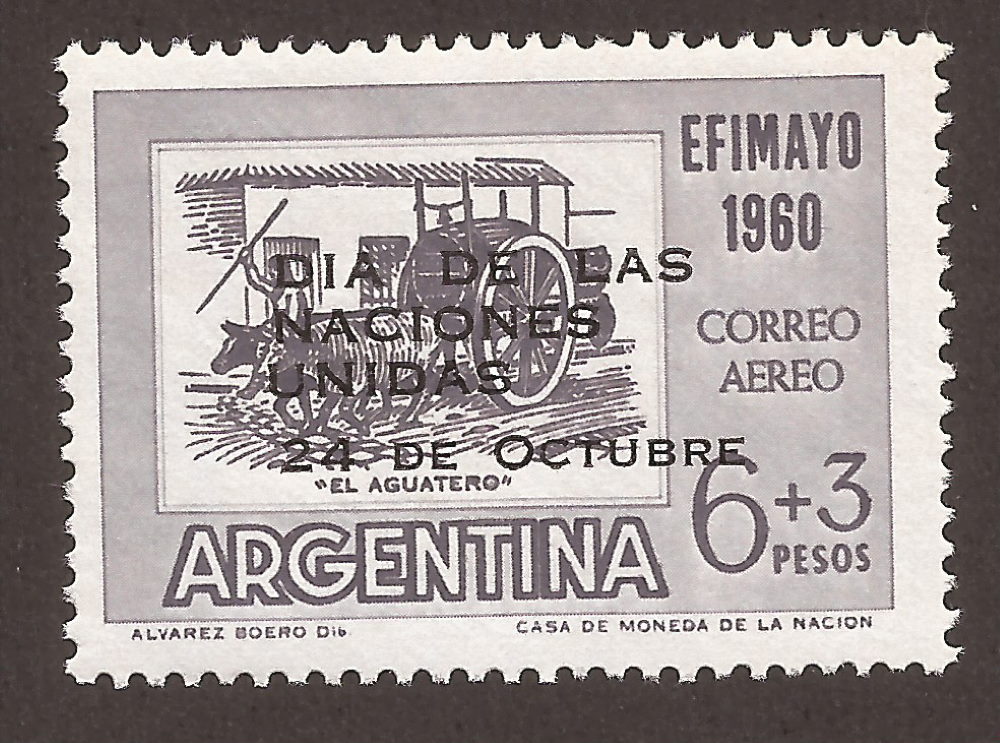 EFIMAYO
1960
CORREO
AEREO
DIA DE LAS
NACIONES
UNIDAS
24 DE OCTUBRE
"EL AGUATERO"
6+3
PESOS
ARGENTINA
ALVAREZ BOERO Dib.
CASA DE MONEDA DE LA NACION